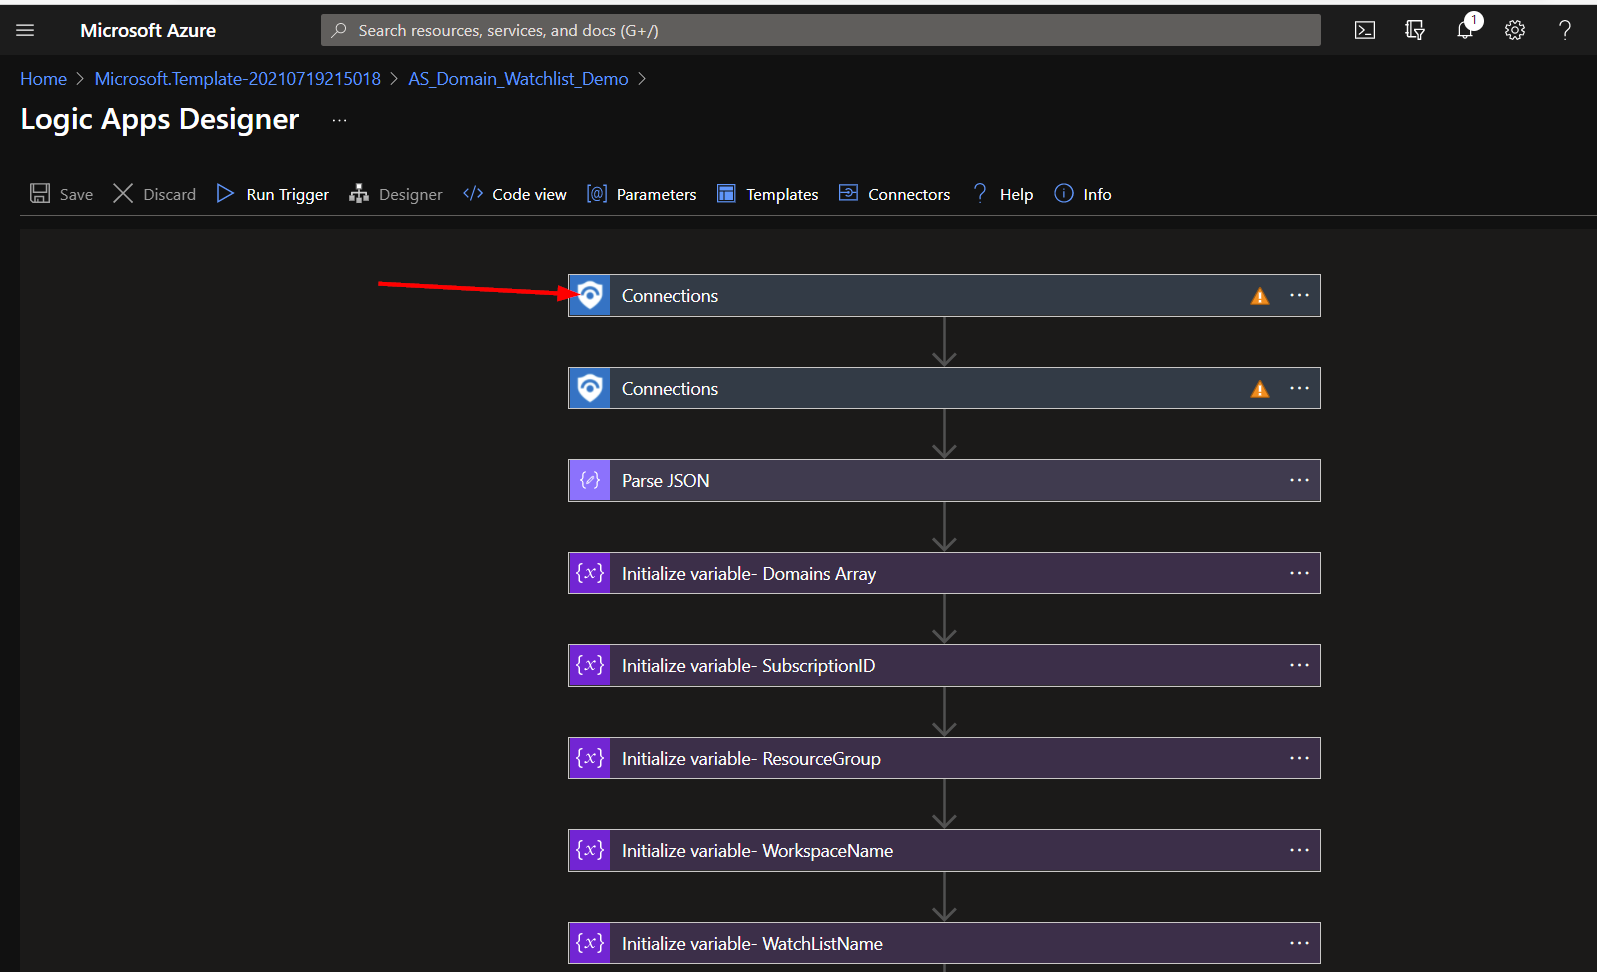 Microsoft Azure
Search resources, services, and docs (G+/)
1
Home > Microsoft.Template-20210719215018 > AS_Domain_Watchlist_Demo >
Logic Apps Designer ...
Save Discard Run Trigger Designer </> Code view [@] Parameters Templates Connectors ? Help Info
Connections
Connections
Parse JSON
{x} Initialize variable- Domains Array
{x} Initialize variable- SubscriptionID
{x} Initialize variable- ResourceGroup
{x} Initialize variable- WorkspaceName
{x} Initialize variable- WatchListName